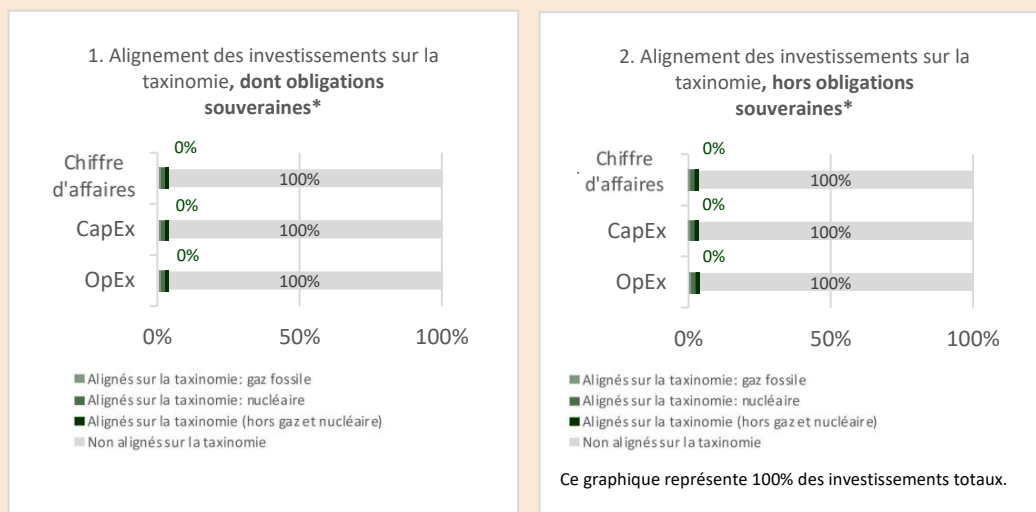 1. Alignement des investissements sur la
taxinomie, dont obligations
souveraines*
0%
Chiffre
d'affaires
100%
0%
CapEx
100%
0%
OpEx
100%
0%
50%
100%
Alignés sur la taxinomie: gaz fossile
Alignés sur la taxinomie: nucléaire
Alignés sur la taxinomie (hors gaz et nucléaire)
Non alignés sur la taxinomie
2. Alignement des investissements sur la
taxinomie, hors obligations
souveraines*
0%
Chiffre
d'affaires
100%
0%
CapEx
100%
0%
OpEx
100%
0%
50%
100%
Alignés sur la taxinomie: gaz fossile
Alignés sur la taxinomie: nucléaire
Alignés sur la taxinomie (hors gaz et nucléaire)
Non alignés sur la taxinomie
Ce graphique représente 100% des investissements totaux.